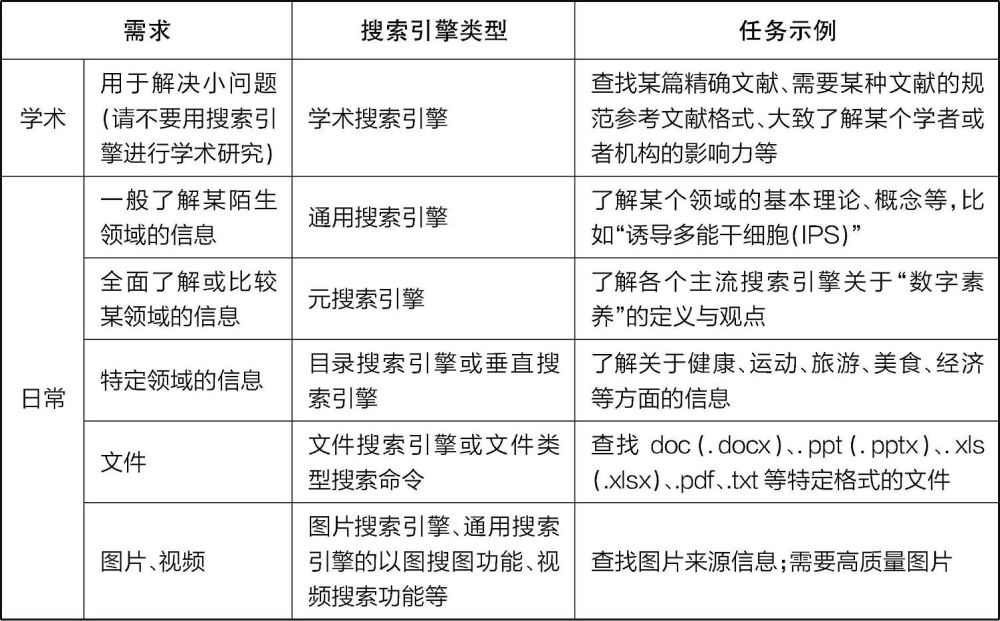 需求
搜索引擎类型
任务示例
学术
用于解决小问题
(请不要用搜索引
擎进行学术研究)
学术搜索引擎
查找某篇精确文献、需要某种文献的规
范参考文献格式、大致了解某个学者或
者机构的影响力等
日常
一般了解某陌生
领域的信息
通用搜索引擎
了解某个领域的基本理论、概念等,比
如“诱导多能干细胞(IPS)”
全面了解或比较
某领域的信息
元搜索引擎
了解各个主流搜索引擎关于“数字素
养”的定义与观点
特定领域的信息
目录搜索引擎或垂直搜
索引擎
了解关于健康、运动、旅游、美食、经济
等方面的信息
文件
文件搜索引擎或文件类
型搜索命令
查找 doc(.docx)、.ppt(.pptx)、.xls
(.xlsx)、.pdf、.txt等特定格式的文件
图片、视频
图片搜索引擎、通用搜索
引擎的以图搜图功能、视
频搜索功能等
查找图片来源信息;需要高质量图片